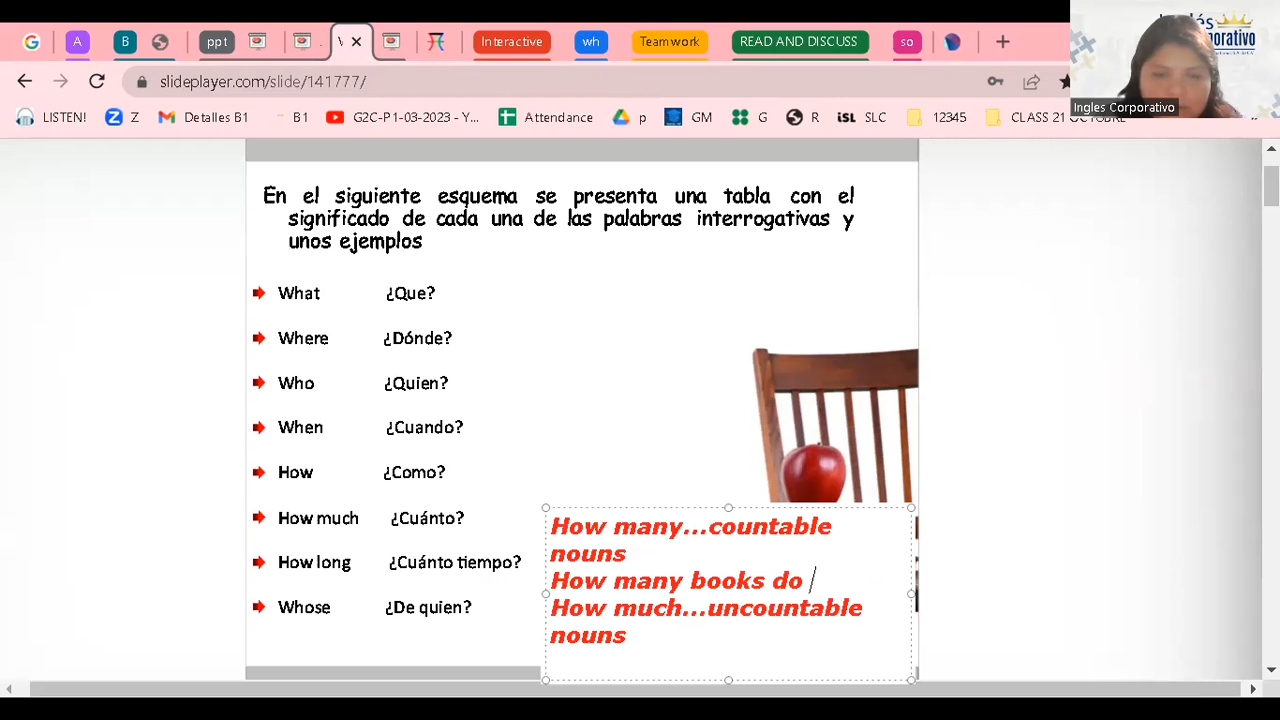 A
B
ppt
Interactive
wh
Teamwork
READ AND DISCUSS
so
slideplayer.com/slide/141777/
Ingles Corporativo
LISTEN!
Z
Detalles B1
B1
G2C-P1-03-2023 - Y...
Attendance
p
GM
G
R
iSL SLC
12345
CLASS 21 OCTUBRE
En el siguiente esquema se presenta una tabla con el
significado de cada una de las palabras interrogativas y
unos ejemplos
What ¿Que?
Where ¿Dónde?
Who ¿Quien?
When ¿Cuando?
How ¿Como?
How much ¿Cuánto?
How long ¿Cuánto tiempo?
Whose ¿De quien?
How many...countable
nouns
How many books do
How much...uncountable
nouns